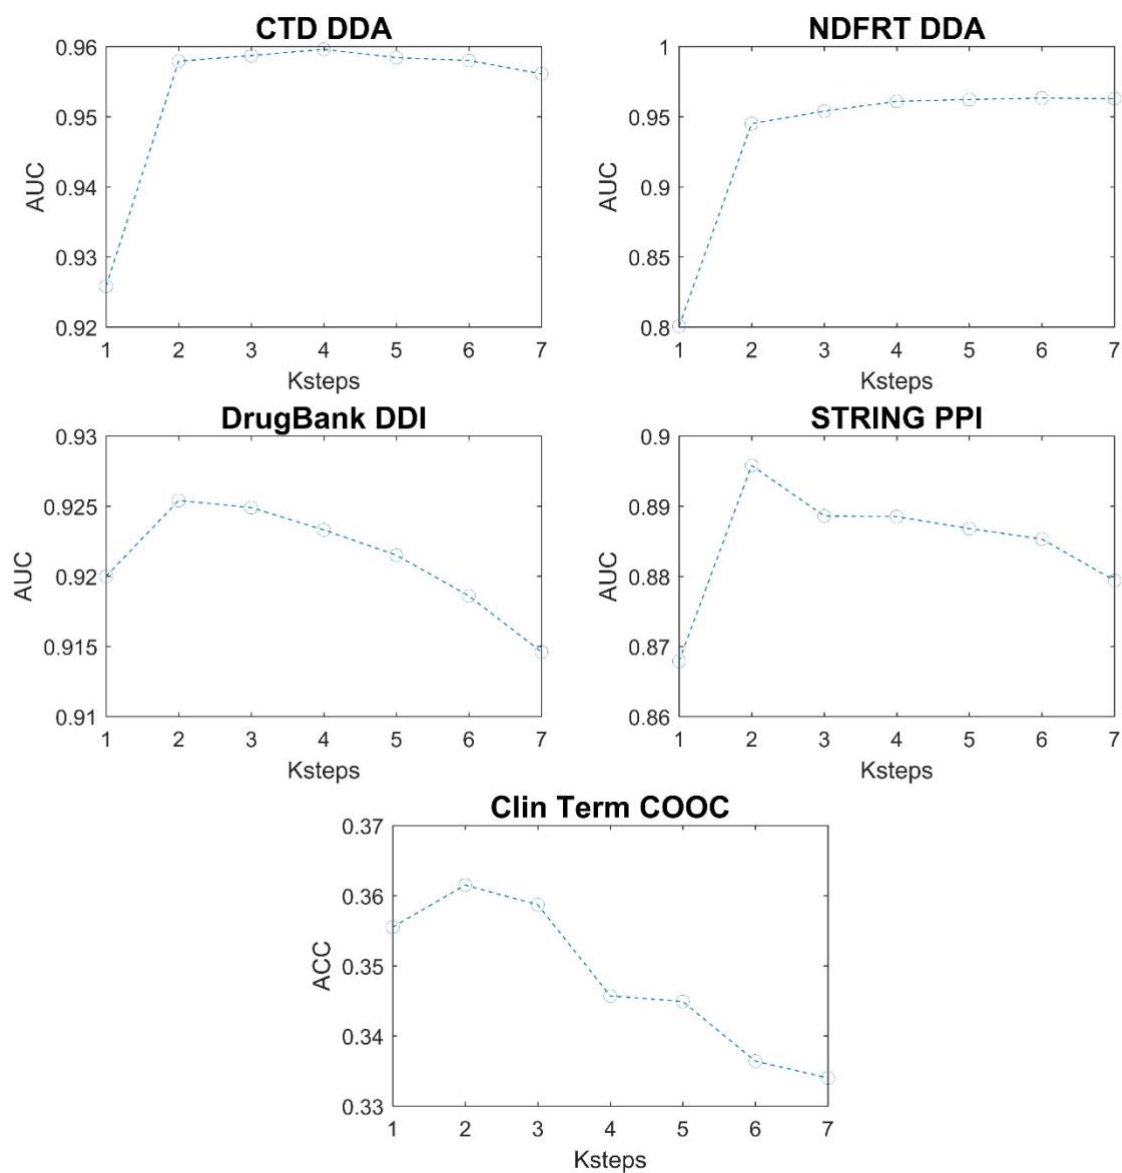 CTD DDA
0.96
0.95
0.94
0.93
0.92
AUC
1 2 3 4 5 6 7
Ksteps
NDFRT DDA
1
0.95
0.9
0.85
0.8
AUC
1 2 3 4 5 6 7
Ksteps
DrugBank DDI
0.93
0.925
0.92
0.915
0.91
AUC
1 2 3 4 5 6 7
Ksteps
STRING PPI
0.9
0.89
0.88
0.87
0.86
AUC
1 2 3 4 5 6 7
Ksteps
Clin Term COOC
0.37
0.36
0.35
0.34
0.33
ACC
1 2 3 4 5 6 7
Ksteps